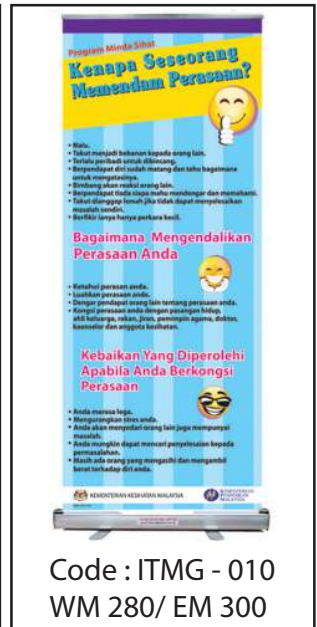 Program Minda Sihat
Kenapa Seseorang
Memendam Perasaan?
• Malu.
• Takut menjadi bebanan kepada orang lain.
• Terlalu peribadi untuk dibincang.
• Berpendapat diri sudah matang dan tahu bagaimana
untuk mengatasinya.
• Bimbang akan reaksi orang lain.
• Berpendapat tiada siapa mahu mendengar dan memahami.
• Takut dianggap lemah jika tidak dapat menyelesaikan
masalah sendiri.
• Berfikir ianya hanya perkara kecil.
Bagaimana Mengendalikan
Perasaan Anda
• Ketahui perasan anda.
• Luahkan perasaan anda.
• Dengar pendapat orang lain tentang perasaan anda.
• Kongsi perasaan anda dengan pasangan hidup,
ahli keluarga, rakan, jiran, pemimpin agama, doktor,
kaunselor dan anggota kesihatan.
Kebaikan Yang Diperolehi
Apabila Anda Berkongsi
Perasaan
• Anda merasa lega.
• Mengurangkan stres anda.
• Anda akan menyedari orang lain juga mempunyai
masalah.
• Anda mungkin dapat mencari penyelesaian kepada
permasalahan.
• Masih ada orang yang mengasihi dan mengambil
berat terhadap diri anda.
KEMENTERIAN KESIHATAN MALAYSIA
KEMENTERIAN
PENDIDIKAN
MALAYSIA
Code : ITMG - 010
WM 280/ EM 300